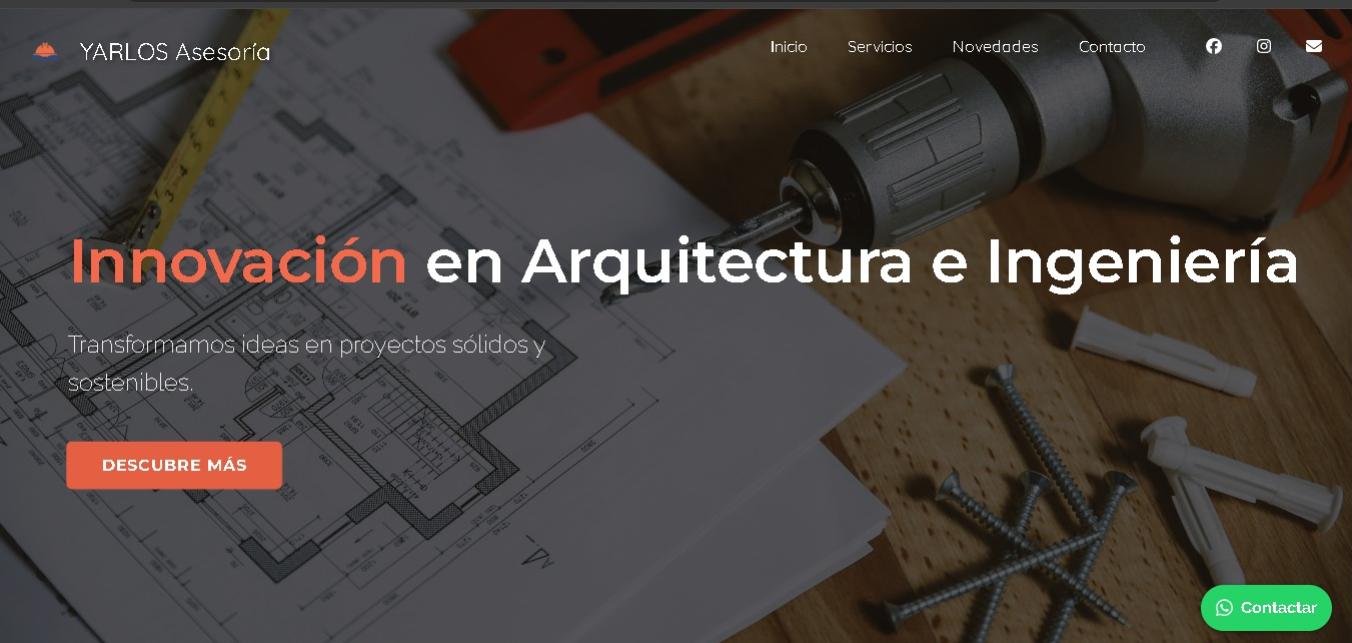 YARLOS Asesoría
Inicio Servicios Novedades Contacto
Innovación en Arquitectura e Ingeniería
Transformamos ideas en proyectos sólidos y
sostenibles.
DESCUBRE MÁS
Contactar